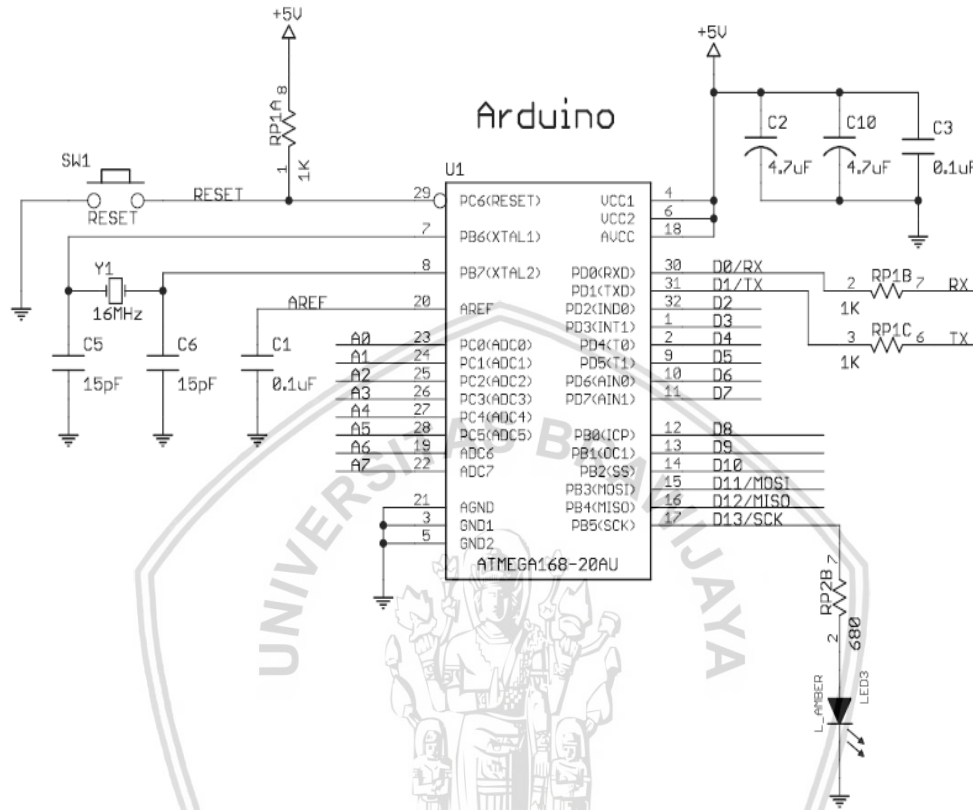 +5V
+5V
Arduino
RP1A
8
1
1K
C2
4.7uF
C10
4.7uF
C3
0.1uF
SW1
RESET
RESET
U1
29 PC6(RESET)
7 PB6(XTAL1)
8 PB7(XTAL2)
20 AREF
AREF
A0 23 PC0(ADC0)
A1 24 PC1(ADC1)
A2 25 PC2(ADC2)
A3 26 PC3(ADC3)
A4 27 PC4(ADC4)
A5 28 PC5(ADC5)
A6 19 ADC6
A7 22 ADC7
21 AGND
3 GND1
5 GND2
VCC1 4
VCC2 6
AVCC 18
PD0(RXD) 30 D0/RX
PD1(TXD) 31 D1/TX
PD2(IND0) 32 D2
PD3(INT1) 1 D3
PD4(T0) 2 D4
PD5(T1) 9 D5
PD6(AIN0) 10 D6
PD7(AIN1) 11 D7
PB0(ICP) 12 D8
PB1(OC1) 13 D9
PB2(SS) 14 D10
PB3(MOSI) 15 D11/MOSI
PB4(MISO) 16 D12/MISO
PB5(SCK) 17 D13/SCK
ATMEGA168-20AU
Y1
16MHz
C5
15pF
C6
15pF
C1
0.1uF
2 RP1B 7 RX
1K
3 RP1C 6 TX
1K
7
RP2B
2
680
L_AMBER
LED3
UNIVERSITAS BRAWIJAYA